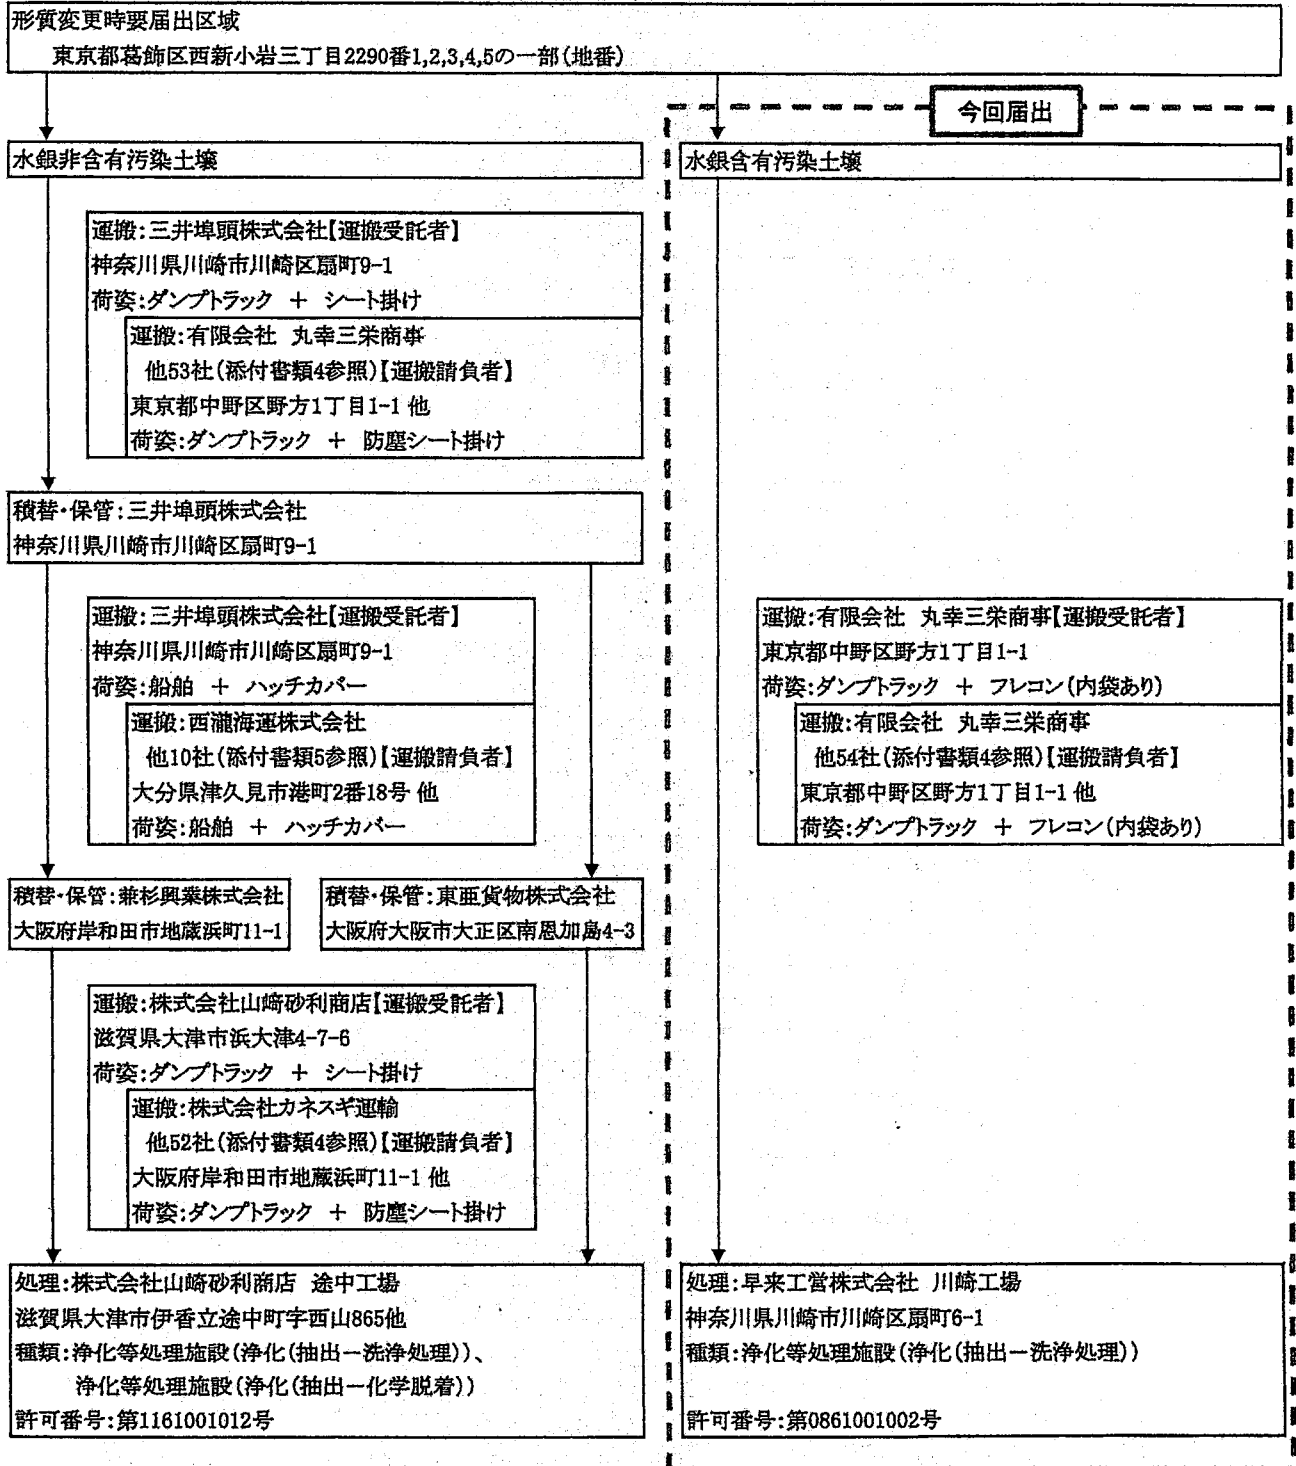 形質変更時要届出区域
東京都葛飾区西新小岩三丁目2290番1,2,3,4,5の一部(地番)
今回届出
水銀非含有汚染土壌
水銀含有汚染土壌
運搬:三井埠頭株式会社【運搬受託者】
神奈川県川崎市川崎区扇町9-1
荷姿:ダンプトラック + シート掛け
運搬:有限会社 丸幸三栄商事
他53社(添付書類4参照)【運搬請負者】
東京都中野区野方1丁目1-1 他
荷姿:ダンプトラック + 防塵シート掛け
積替・保管:三井埠頭株式会社
神奈川県川崎市川崎区扇町9-1
運搬:三井埠頭株式会社【運搬受託者】
神奈川県川崎市川崎区扇町9-1
荷姿:船舶 + ハッチカバー
運搬:西瀧海運株式会社
他10社(添付書類5参照)【運搬請負者】
大分県津久見市港町2番18号 他
荷姿:船舶 + ハッチカバー
運搬:有限会社 丸幸三栄商事【運搬受託者】
東京都中野区野方1丁目1-1
荷姿:ダンプトラック + フレコン(内袋あり)
運搬:有限会社 丸幸三栄商事
他54社(添付書類4参照)【運搬請負者】
東京都中野区野方1丁目1-1 他
荷姿:ダンプトラック + フレコン(内袋あり)
積替・保管:兼杉興業株式会社
大阪府岸和田市地蔵浜町11-1
積替・保管:東亜貨物株式会社
大阪府大阪市大正区南恩加島4-3
運搬:株式会社山崎砂利商店【運搬受託者】
滋賀県大津市浜大津4-7-6
荷姿:ダンプトラック + シート掛け
運搬:株式会社カネスギ運輸
他52社(添付書類4参照)【運搬請負者】
大阪府岸和田市地蔵浜町11-1 他
荷姿:ダンプトラック + 防塵シート掛け
処理:株式会社山崎砂利商店 途中工場
滋賀県大津市伊香立途中町字西山865他
種類:浄化等処理施設(浄化(抽出ー洗浄処理))、
浄化等処理施設(浄化(抽出ー化学脱着))
許可番号:第1161001012号
処理:早来工営株式会社 川崎工場
神奈川県川崎市川崎区扇町6-1
種類:浄化等処理施設(浄化(抽出ー洗浄処理))
許可番号:第0861001002号